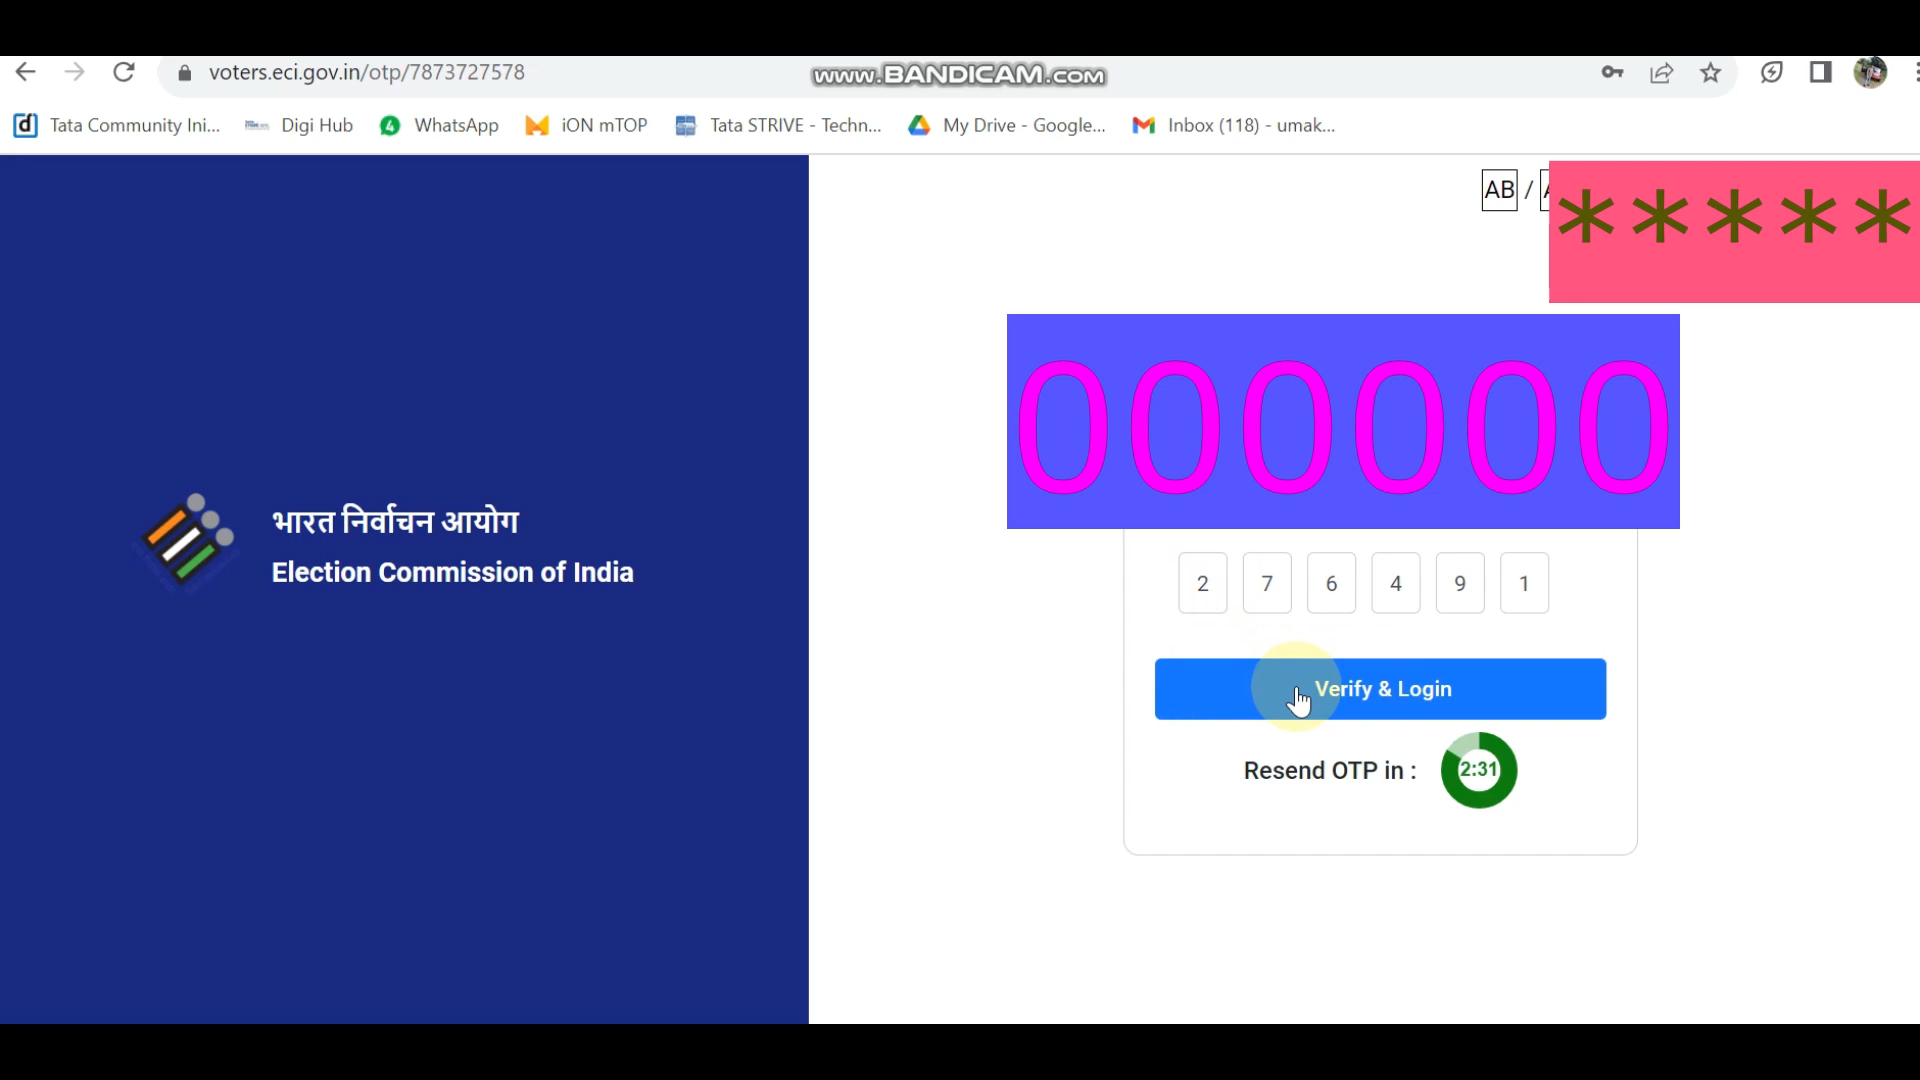 voters.eci.gov.in/otp/7873727578
www.BANDICAM.com
Tata Community Ini...
Digi Hub
4
WhatsApp
iON mTOP
Tata STRIVE - Techn...
My Drive - Google...
Inbox (118) - umak...
AB /
*****
000000
भारत निर्वाचन आयोग
Election Commission of India
2 7 6 4 9 1
Verify & Login
Resend OTP in : 2:31